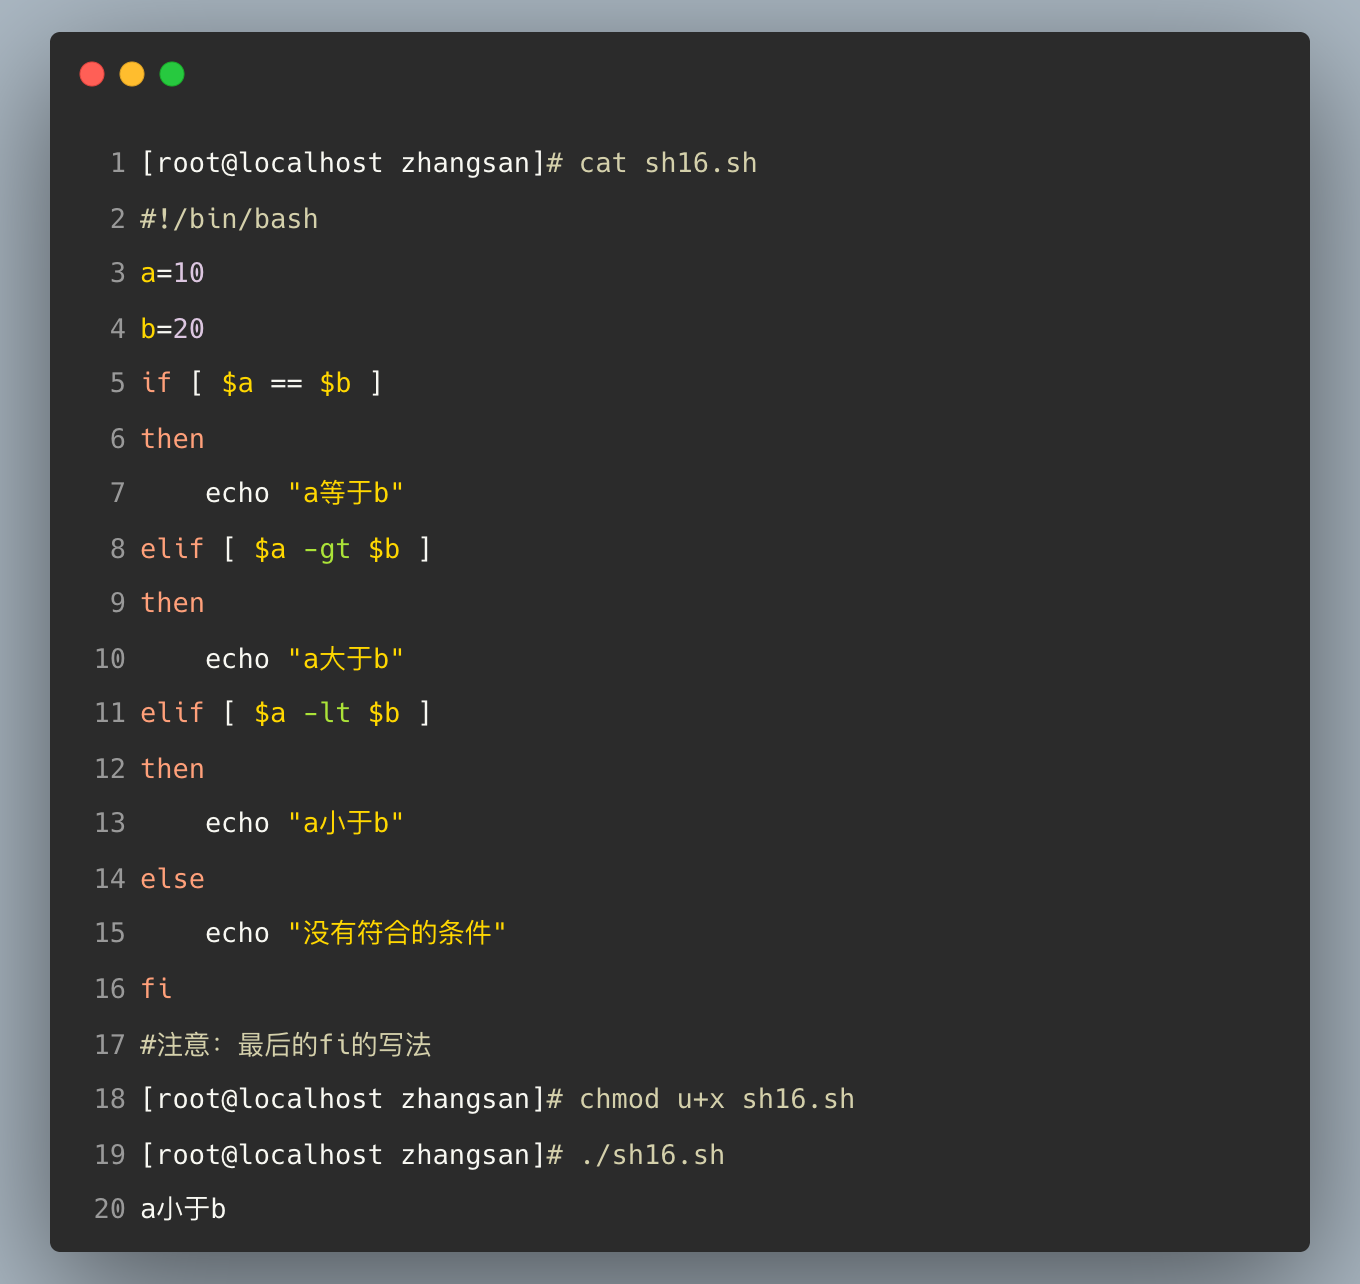 1 [root@localhost zhangsan]# cat sh16.sh
2 #!/bin/bash
3 a=10
4 b=20
5 if [ $a == $b ]
6 then
7     echo "a等于b"
8 elif [ $a -gt $b ]
9 then
10     echo "a大于b"
11 elif [ $a -lt $b ]
12 then
13     echo "a小于b"
14 else
15     echo "没有符合的条件"
16 fi
17 #注意：最后的fi的写法
18 [root@localhost zhangsan]# chmod u+x sh16.sh
19 [root@localhost zhangsan]# ./sh16.sh
20 a小于b